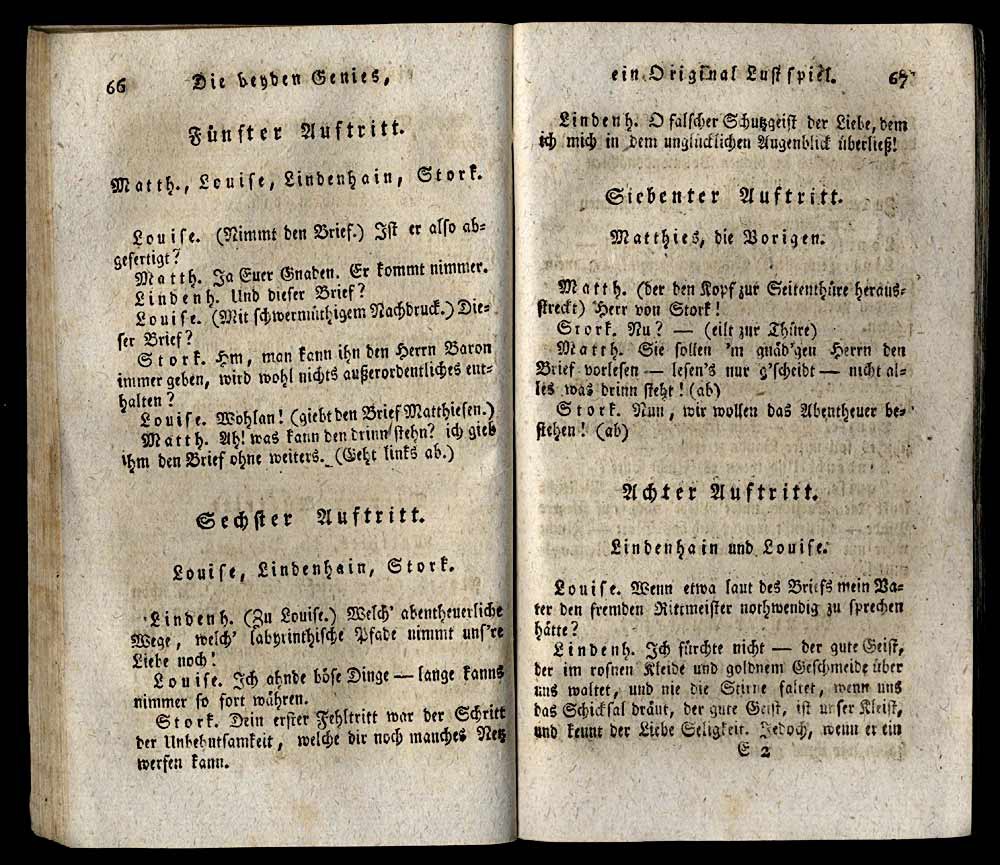 66
Die beyden Genies,
Fünfter Auftritt.
Matth., Louise, Lindenhain, Stork.
Louise. (Nimmt den Brief.) Ist er also ab-
gefertigt?
Matth. Ja Euer Gnaden. Er kommt nimmer.
Lindenh. Und dieser Brief?
Louise. (Mit schwermüthigem Nachdruck.) Die-
ser Brief?
Stork. Hm, man kann ihn den Herrn Baron
immer geben, wird wohl nichts außerordentliches ent-
halten?
Louise. Wohlan! (giebt den Brief Matthiesen.)
Matth. Ah! was kann den drinn stehn? ich gieb
ihm den Brief ohne weiters. (Geht links ab.)
Sechster Auftritt.
Louise, Lindenhain, Stork.
Lindenh. (Zu Louise.) Welch' abentheuerliche
Wege, welch' labyrinthische Pfade nimmt uns're
Liebe noch!
Louise. Ich ahnde böse Dinge — lange kanns
nimmer so fort währen.
Stork. Dein erster Fehltritt war der Schritt
der Unbehutsamkeit, welche dir noch manches Netz
werfen kann.
ein Original Lustspiel. 67
Lindenh. O falscher Schutzgeist der Liebe, dem
ich mich in dem unglücklichen Augenblick überließ!
Siebenter Auftritt.
Matthies, die Vorigen.
Matth. (der den Kopf zur Seitenthüre heraus-
streckt) Herr von Stork!
Stork. Nu? — (eilt zur Thüre)
Matth. Sie sollen 'm gnäd'gen Herrn den
Brief vorlesen — lesen's nur g'scheidt — nicht al-
les was drinn steht! (ab)
Stork. Nun, wir wollen das Abentheuer be-
stehen! (ab)
Achter Auftritt.
Lindenhain und Louise.
Louise. Wenn etwa laut des Briefs mein Va-
ter den fremden Rittmeister nothwendig zu sprechen
hätte?
Lindenh. Ich fürchte nicht — der gute Geist,
der im rosnen Kleide und goldnem Geschmeide über
uns waltet, und nie die Stirne faltet, wenn uns
das Schicksal dräut, der gute Geist, ist unser Kleist,
und kennt der Liebe Seligkeit. Jedoch, wenn er ein
E 2